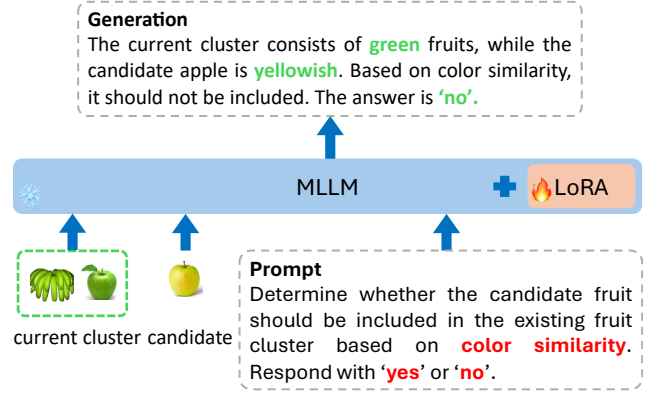 Generation
The current cluster consists of green fruits, while the
candidate apple is yellowish. Based on color similarity,
it should not be included. The answer is ‘no’.
MLLM
LoRA
current cluster candidate
Prompt
Determine whether the candidate fruit
should be included in the existing fruit
cluster based on color similarity.
Respond with ‘yes’ or ‘no’.